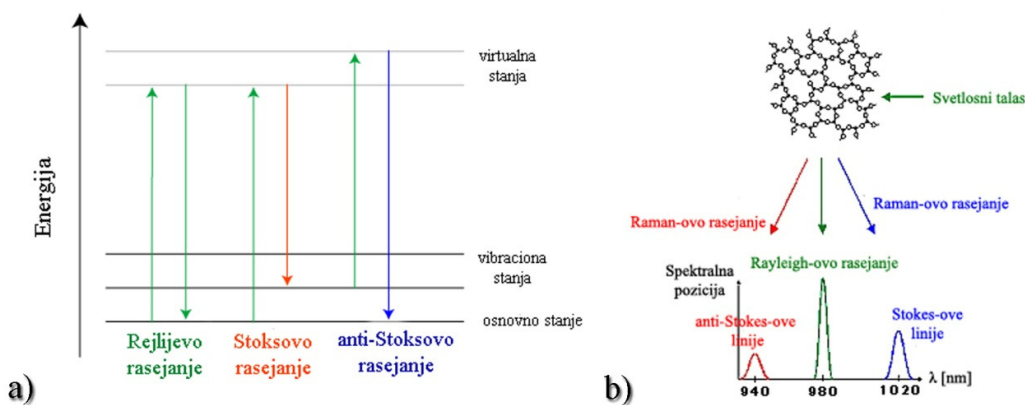 Energija
virtualna
stanja
vibraciona
stanja
osnovno stanje
Rejlijevo
rasejanje
Stoksovo
rasejanje
anti-Stoksovo
rasejanje
a)
Svetlosni talas
Raman-ovo rasejanje
Raman-ovo rasejanje
Rayleigh-ovo rasejanje
Spektralna
pozicija
anti-Stokes-ove
linije
Stokes-ove
linije
940
980
1020
λ [nm]
b)